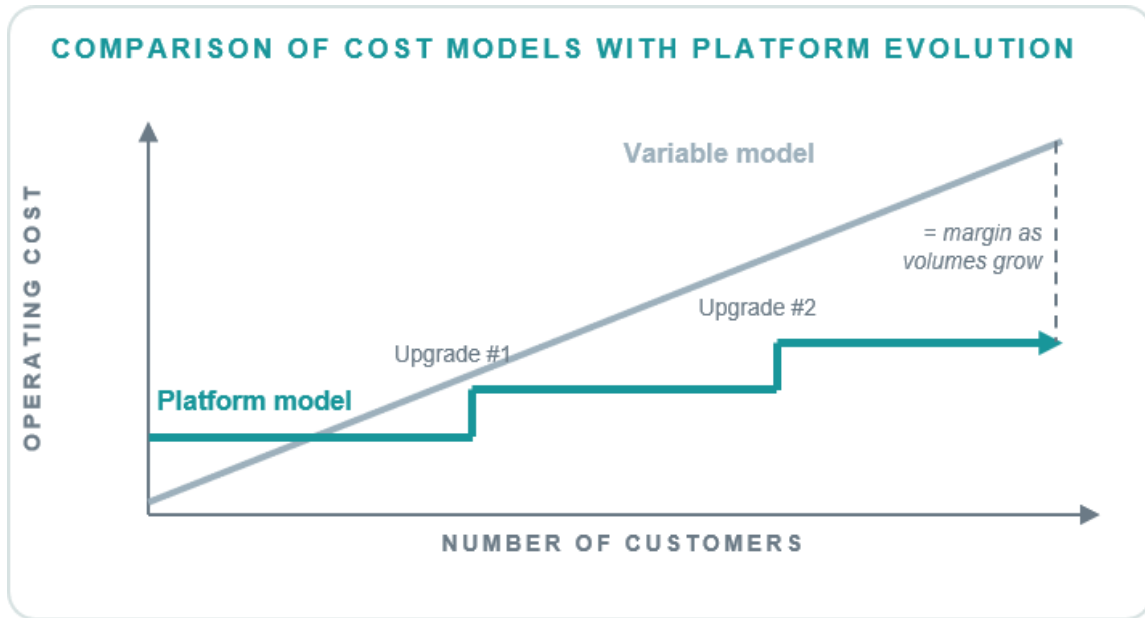 COMPARISON OF COST MODELS WITH PLATFORM EVOLUTION
Variable model
= margin as
volumes grow
Upgrade #2
Upgrade #1
Platform model
OPERATING COST
NUMBER OF CUSTOMERS